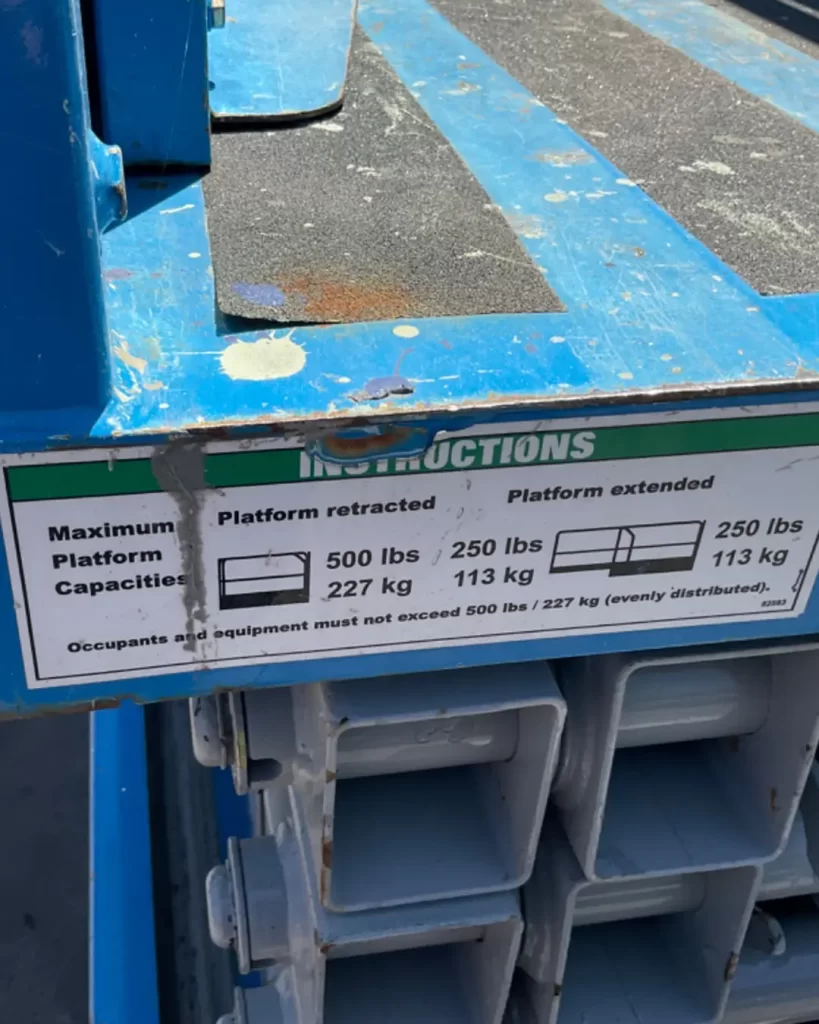 INSTRUCTIONS
Maximum Platform Capacities
Platform retracted
500 lbs
227 kg
Platform extended
250 lbs
113 kg
250 lbs
113 kg
Occupants and equipment must not exceed 500 lbs / 227 kg (evenly distributed).